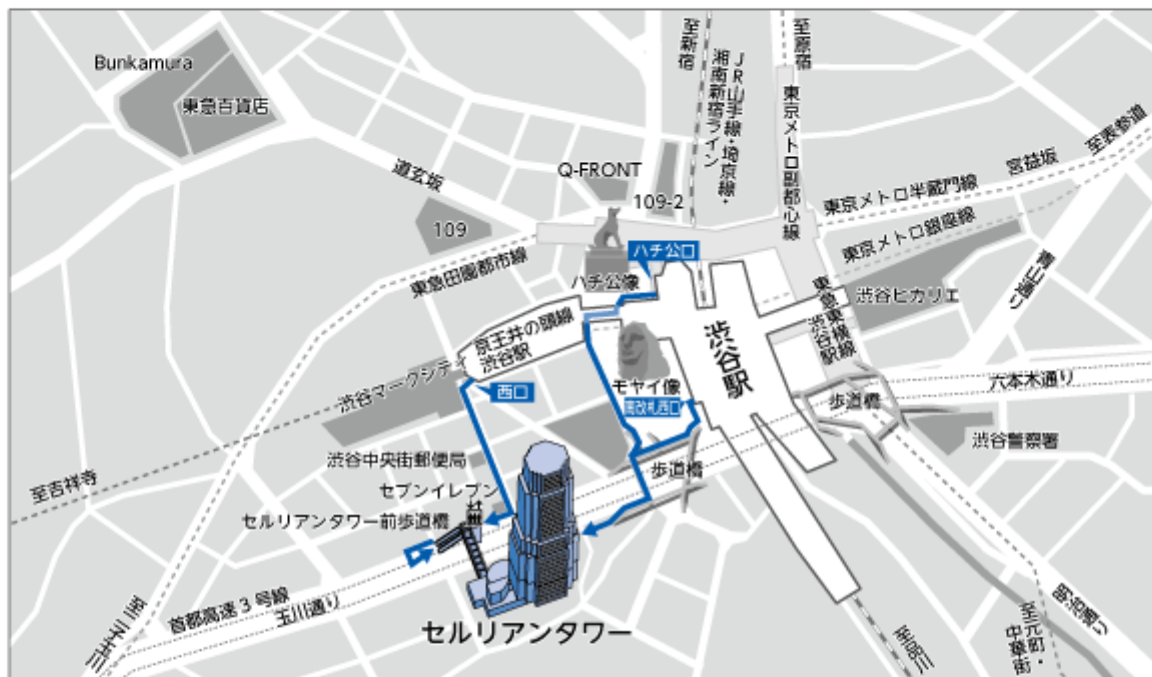 至新宿
至原宿
Bunkamura
東急百貨店
JR山手線・埼京線・
湘南新宿ライン
東京メトロ副都心線
至表参道
宮益坂
道玄坂
Q-FRONT
109-2
東京メトロ半蔵門線
109
東京メトロ銀座線
ハチ公口
東急田園都市線
ハチ公像
青山通り
渋谷ヒカリエ
京王井の頭線
渋谷駅
東急東横線
渋谷駅
渋谷駅
渋谷マークシティ
西口
モヤイ像
南改札西口
六本木通り
歩道橋
渋谷警察署
渋谷中央街郵便局
歩道橋
至吉祥寺
セブンイレブン
セルリアンタワー前歩道橋
首都高速3号線
玉川通り
セルリアンタワー
明治通り
至元町・
中華街